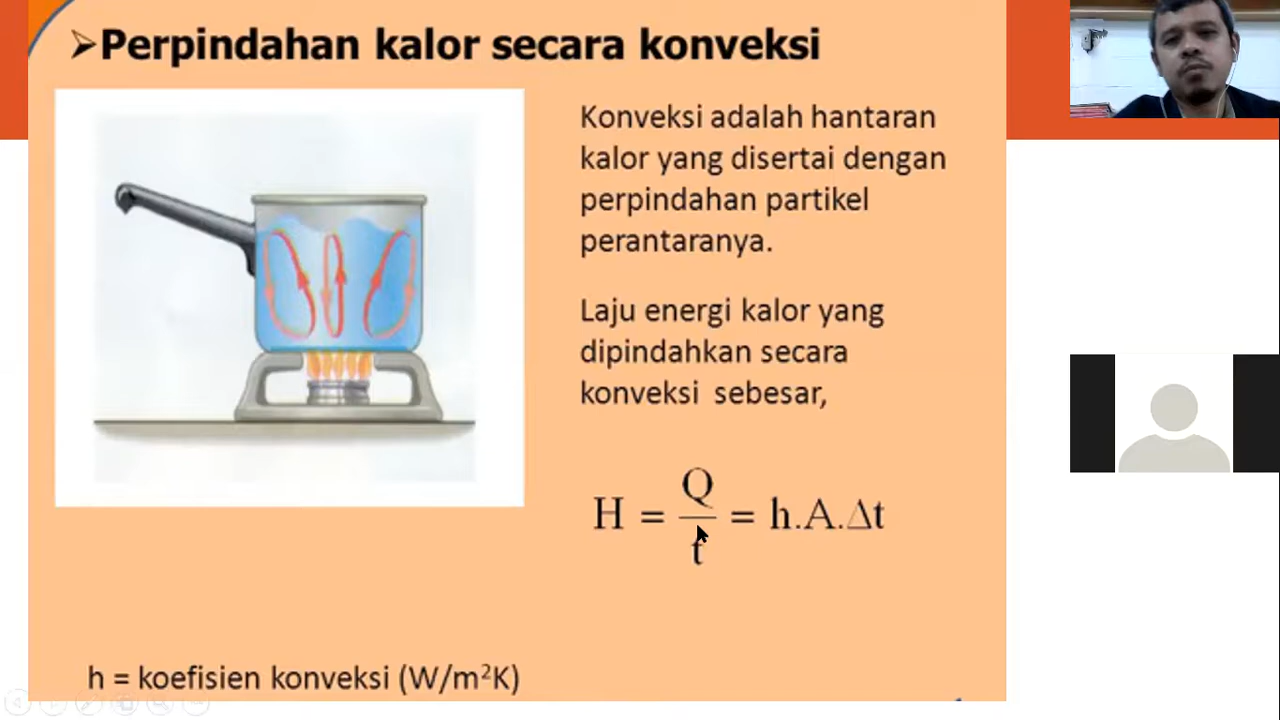 ➢Perpindahan kalor secara konveksi
Konveksi adalah hantaran
kalor yang disertai dengan
perpindahan partikel
perantaranya.
Laju energi kalor yang
dipindahkan secara
konveksi sebesar,
H = Q/t = h.A.Δt
h = koefisien konveksi (W/m²K)